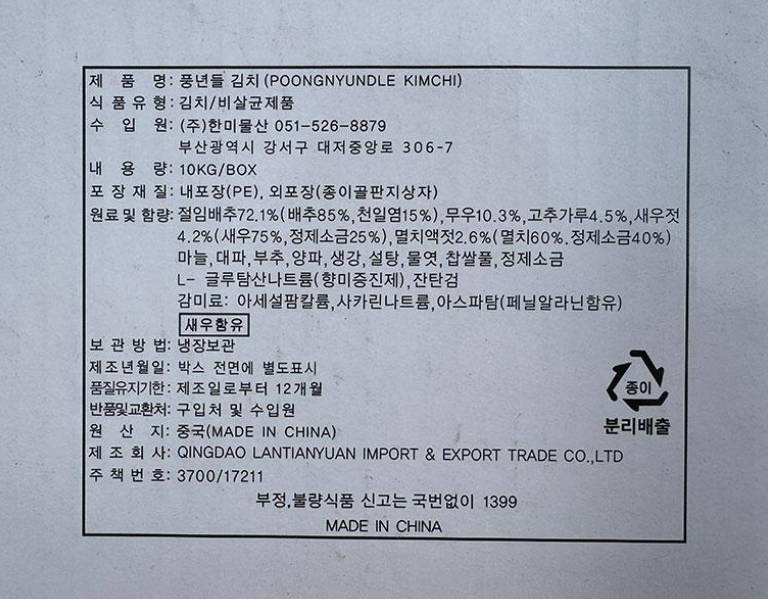 제 품 명: 풍년들 김치(POONGNYUNDLE KIMCHI)
식 품 유 형: 김치/비살균제품
수 입 원: (주)한미물산 051-526-8879
부산광역시 강서구 대저중앙로 306-7
내 용 량: 10KG/BOX
포 장 재 질: 내포장(PE), 외포장(종이골판지상자)
원료 및 함량: 절임배추72.1%(배추85%,천일염15%),무우10.3%,고추가루4.5%,새우젓
4.2%(새우75%,정제소금25%),멸치액젓2.6%(멸치60%.정제소금40%)
마늘,대파,부추,양파,생강,설탕,물엿,찹쌀풀,정제소금
L- 글루탐산나트륨(향미증진제),잔탄검
감미료: 아세설팜칼륨,사카린나트륨,아스파탐(페닐알라닌함유)
새우함유
보 관 방 법: 냉장보관
제조년월일: 박스 전면에 별도표시
품질유지기한: 제조일로부터 12개월
반품및교환처: 구입처 및 수입원
원 산 지: 중국(MADE IN CHINA)
제 조 회 사: QINGDAO LANTIANYUAN IMPORT & EXPORT TRADE CO.,LTD
주 책 번 호: 3700/17211
부정,불량식품 신고는 국번없이 1399
MADE IN CHINA
종이
분리배출